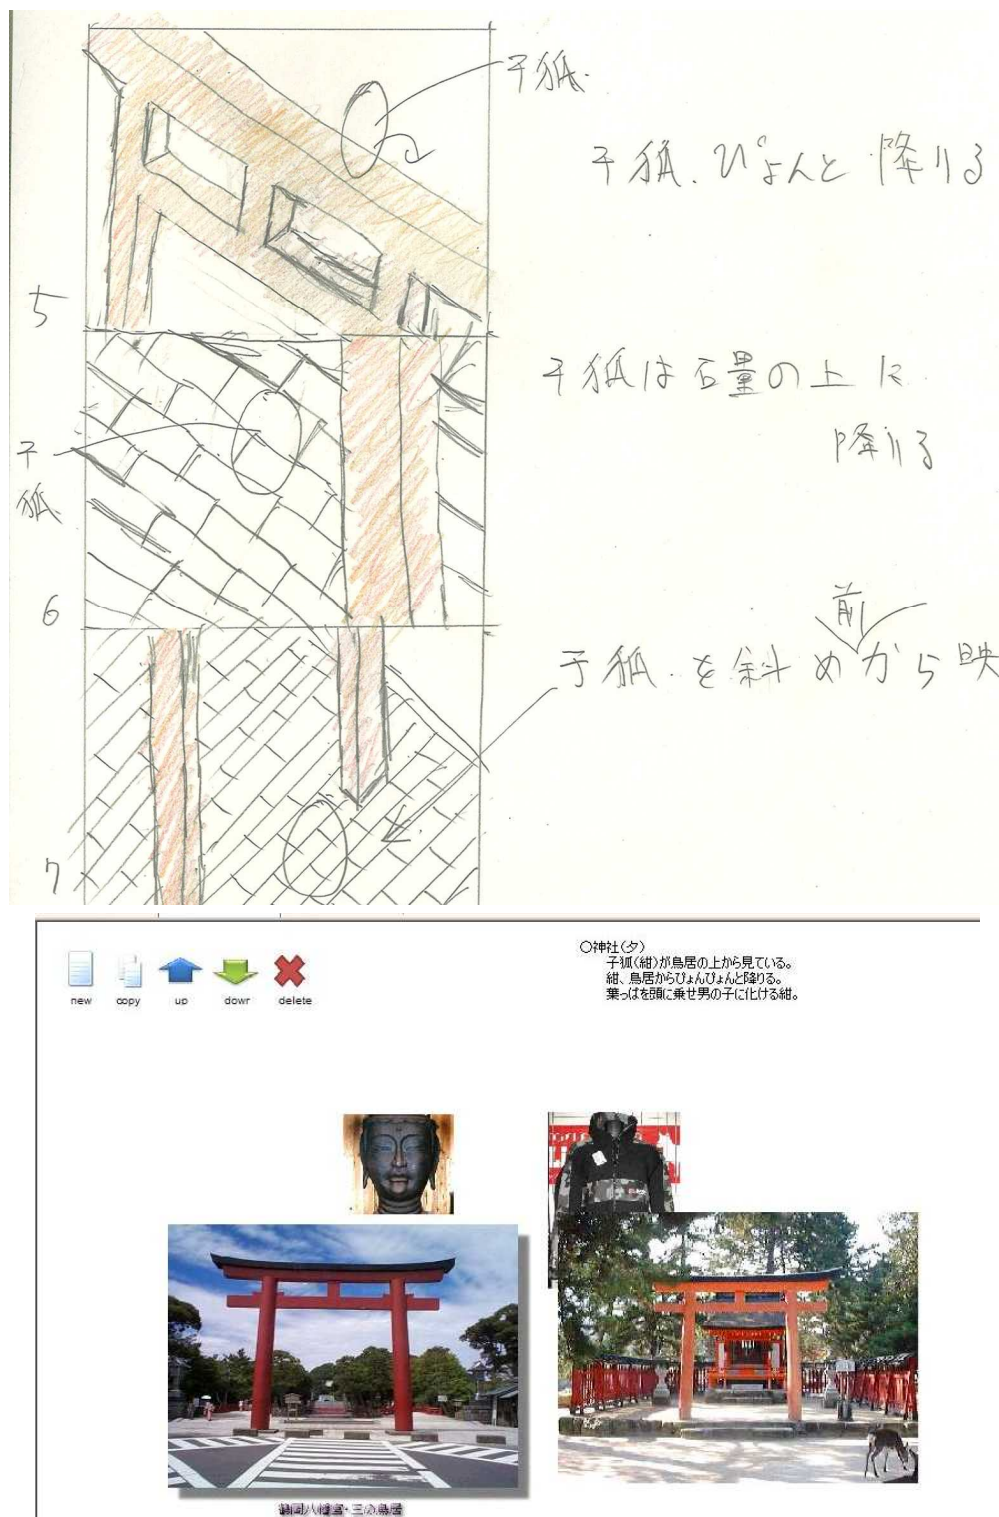 子狐.
子狐.ぴょんと降りる
5
子狐は石畳の上に
降りる
子
狐
6
前
子狐.を斜めから映
7
new copy up down delete
○神社(夕)
子狐(紺)が鳥居の上から見ている。
紺、鳥居からぴょんぴょんと降りる。
葉っぱを頭に乗せ男の子に化ける紺。
鶴岡八幡宮・三の鳥居